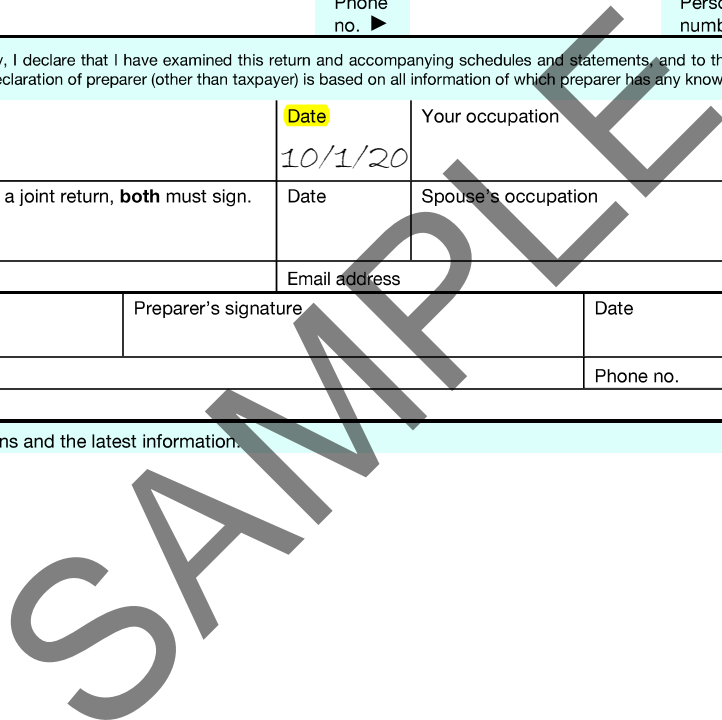 Phone
no. ▶
y, I declare that I have examined this return and accompanying schedules and statements, and to th
eclaration of preparer (other than taxpayer) is based on all information of which preparer has any know
Date
Your occupation
10/1/20
a joint return, both must sign.
Date
Spouse's occupation
Email address
Preparer's signature
Date
Phone no.
ns and the latest information.
SAMPLE